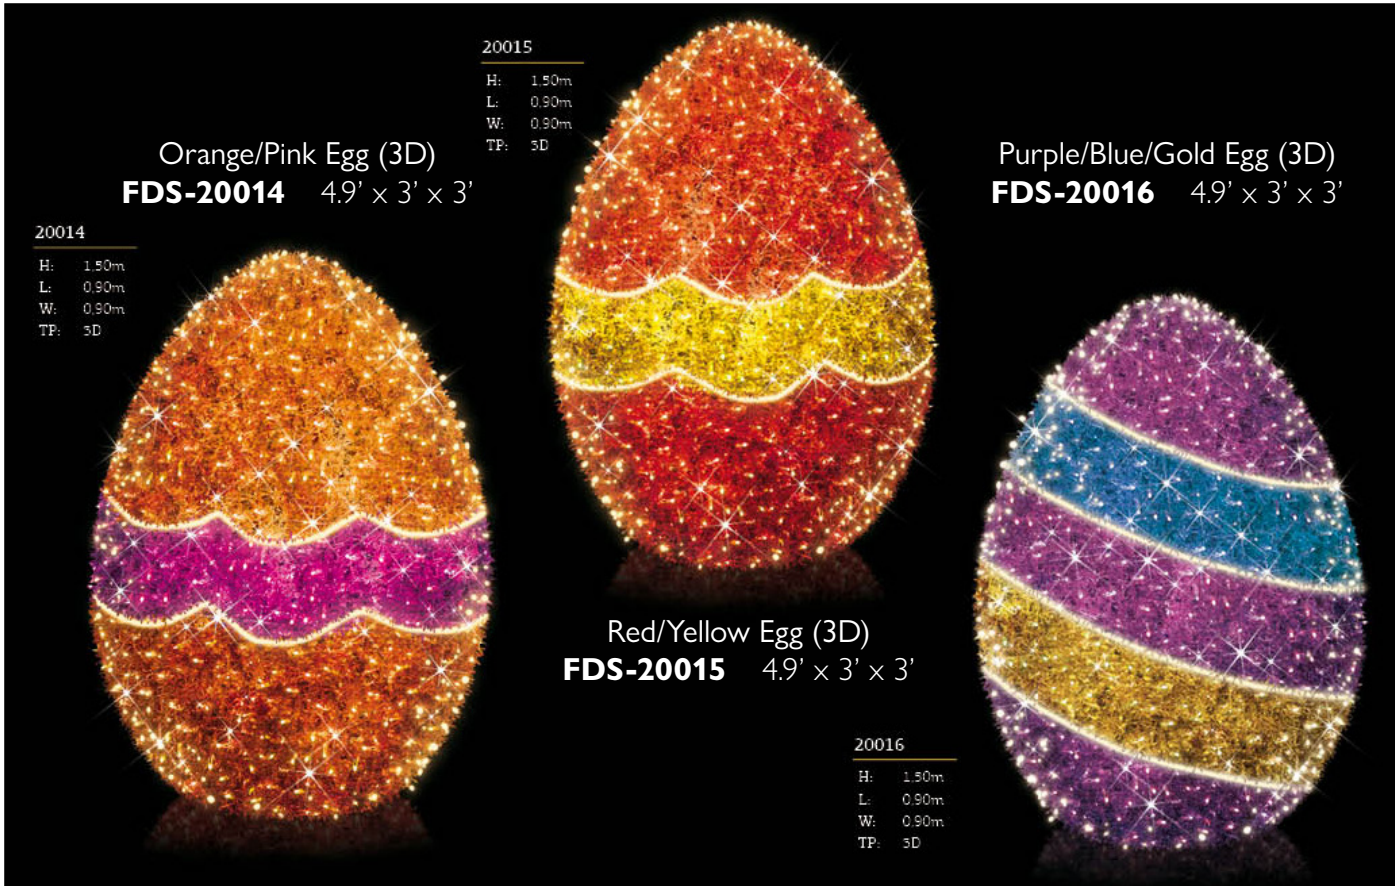 20015
H: 1,50m
L: 0,90m
W: 0,90m
TP: 3D
Orange/Pink Egg (3D)
FDS-20014 4.9’ x 3’ x 3’
20014
H: 1,50m
L: 0,90m
W: 0,90m
TP: 3D
Purple/Blue/Gold Egg (3D)
FDS-20016 4.9’ x 3’ x 3’
Red/Yellow Egg (3D)
FDS-20015 4.9’ x 3’ x 3’
20016
H: 1,50m
L: 0,90m
W: 0,90m
TP: 3D